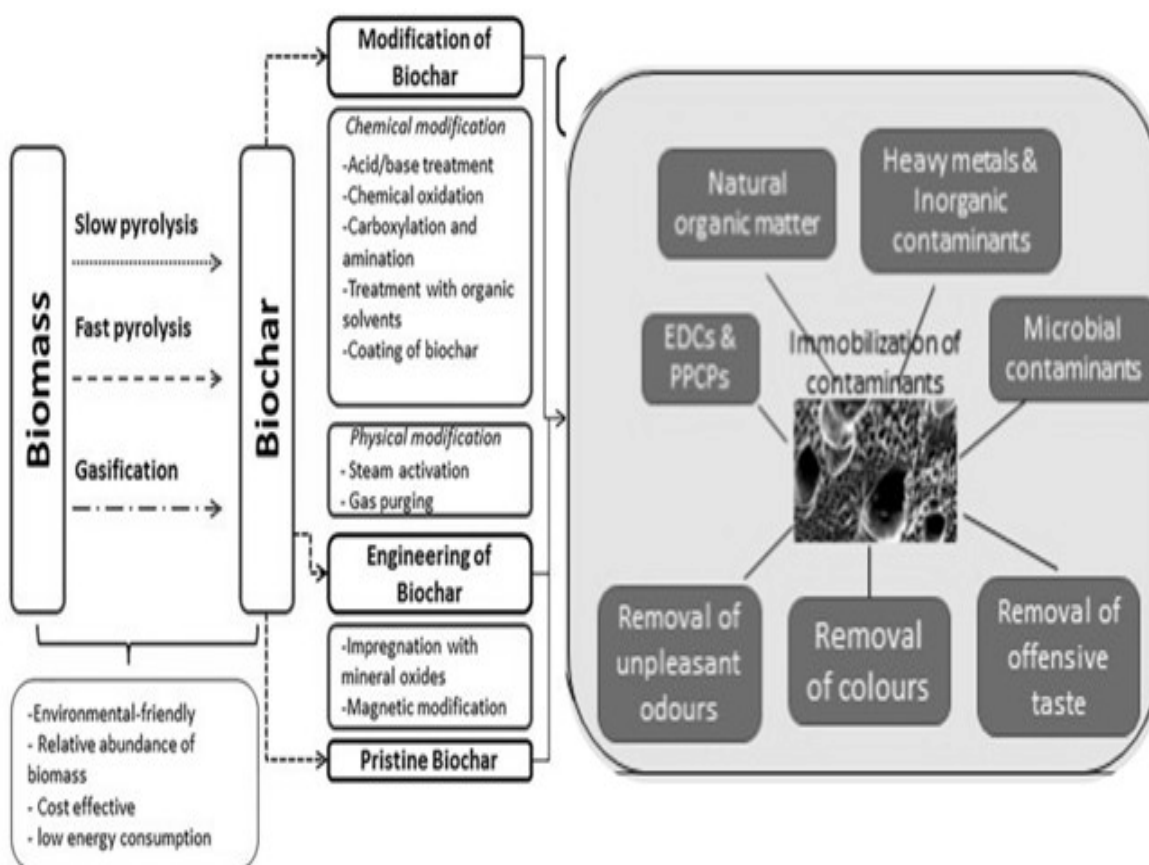 Biomass
Slow pyrolysis
Fast pyrolysis
Gasification
Biochar
-Environmental-friendly
- Relative abundance of
biomass
- Cost effective
- low energy consumption
Modification of
Biochar
Chemical modification
-Acid/base treatment
-Chemical oxidation
-Carboxylation and
amination
-Treatment with organic
solvents
-Coating of biochar
Physical modification
- Steam activation
- Gas purging
Engineering of
Biochar
-Impregnation with
mineral oxides
-Magnetic modification
Pristine Biochar
Natural
organic matter
Heavy metals &
Inorganic
contaminants
EDCs &
PPCPs
Immobilization of
contaminants
Microbial
contaminants
Removal of
unpleasant
odours
Removal
of colours
Removal of
offensive
taste